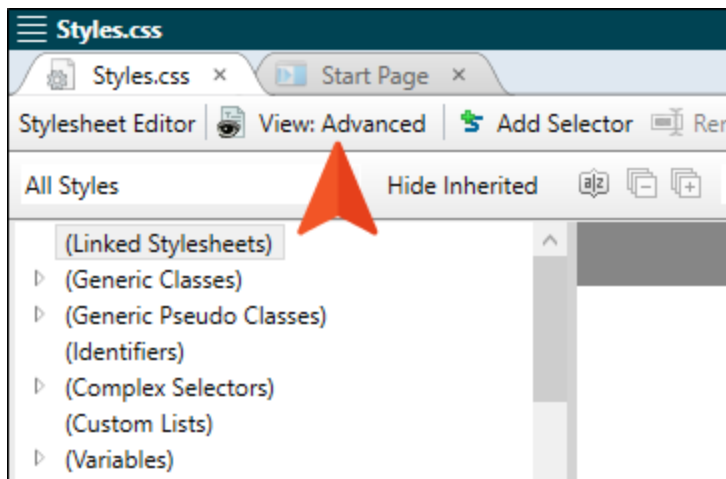 Styles.css
Styles.css × Start Page ×
Stylesheet Editor View: Advanced Add Selector
All Styles Hide Inherited a z
(Linked Stylesheets)
(Generic Classes)
(Generic Pseudo Classes)
(Identifiers)
(Complex Selectors)
(Custom Lists)
(Variables)